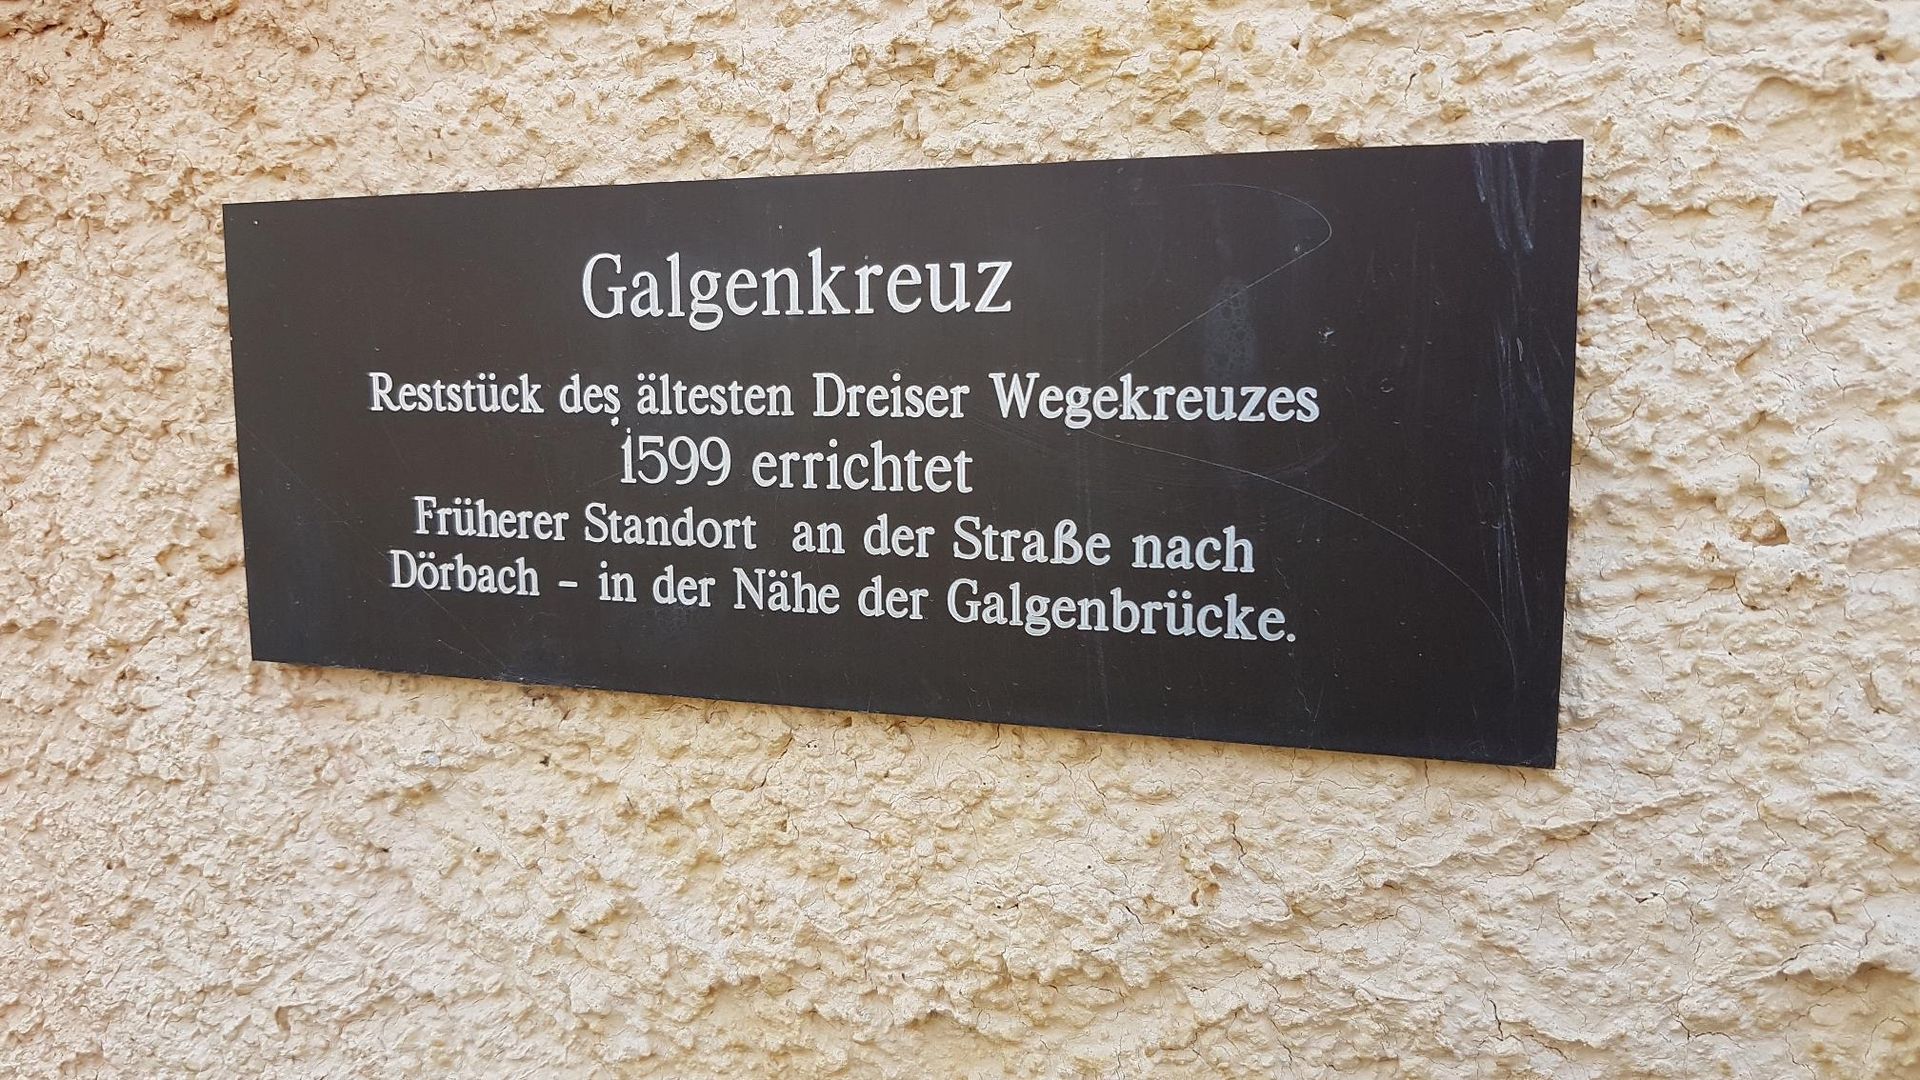 Galgenkreuz
Reststück des ältesten Dreiser Wegekreuzes
1599 errichtet
Früherer Standort an der Straße nach
Dörbach - in der Nähe der Galgenbrücke.